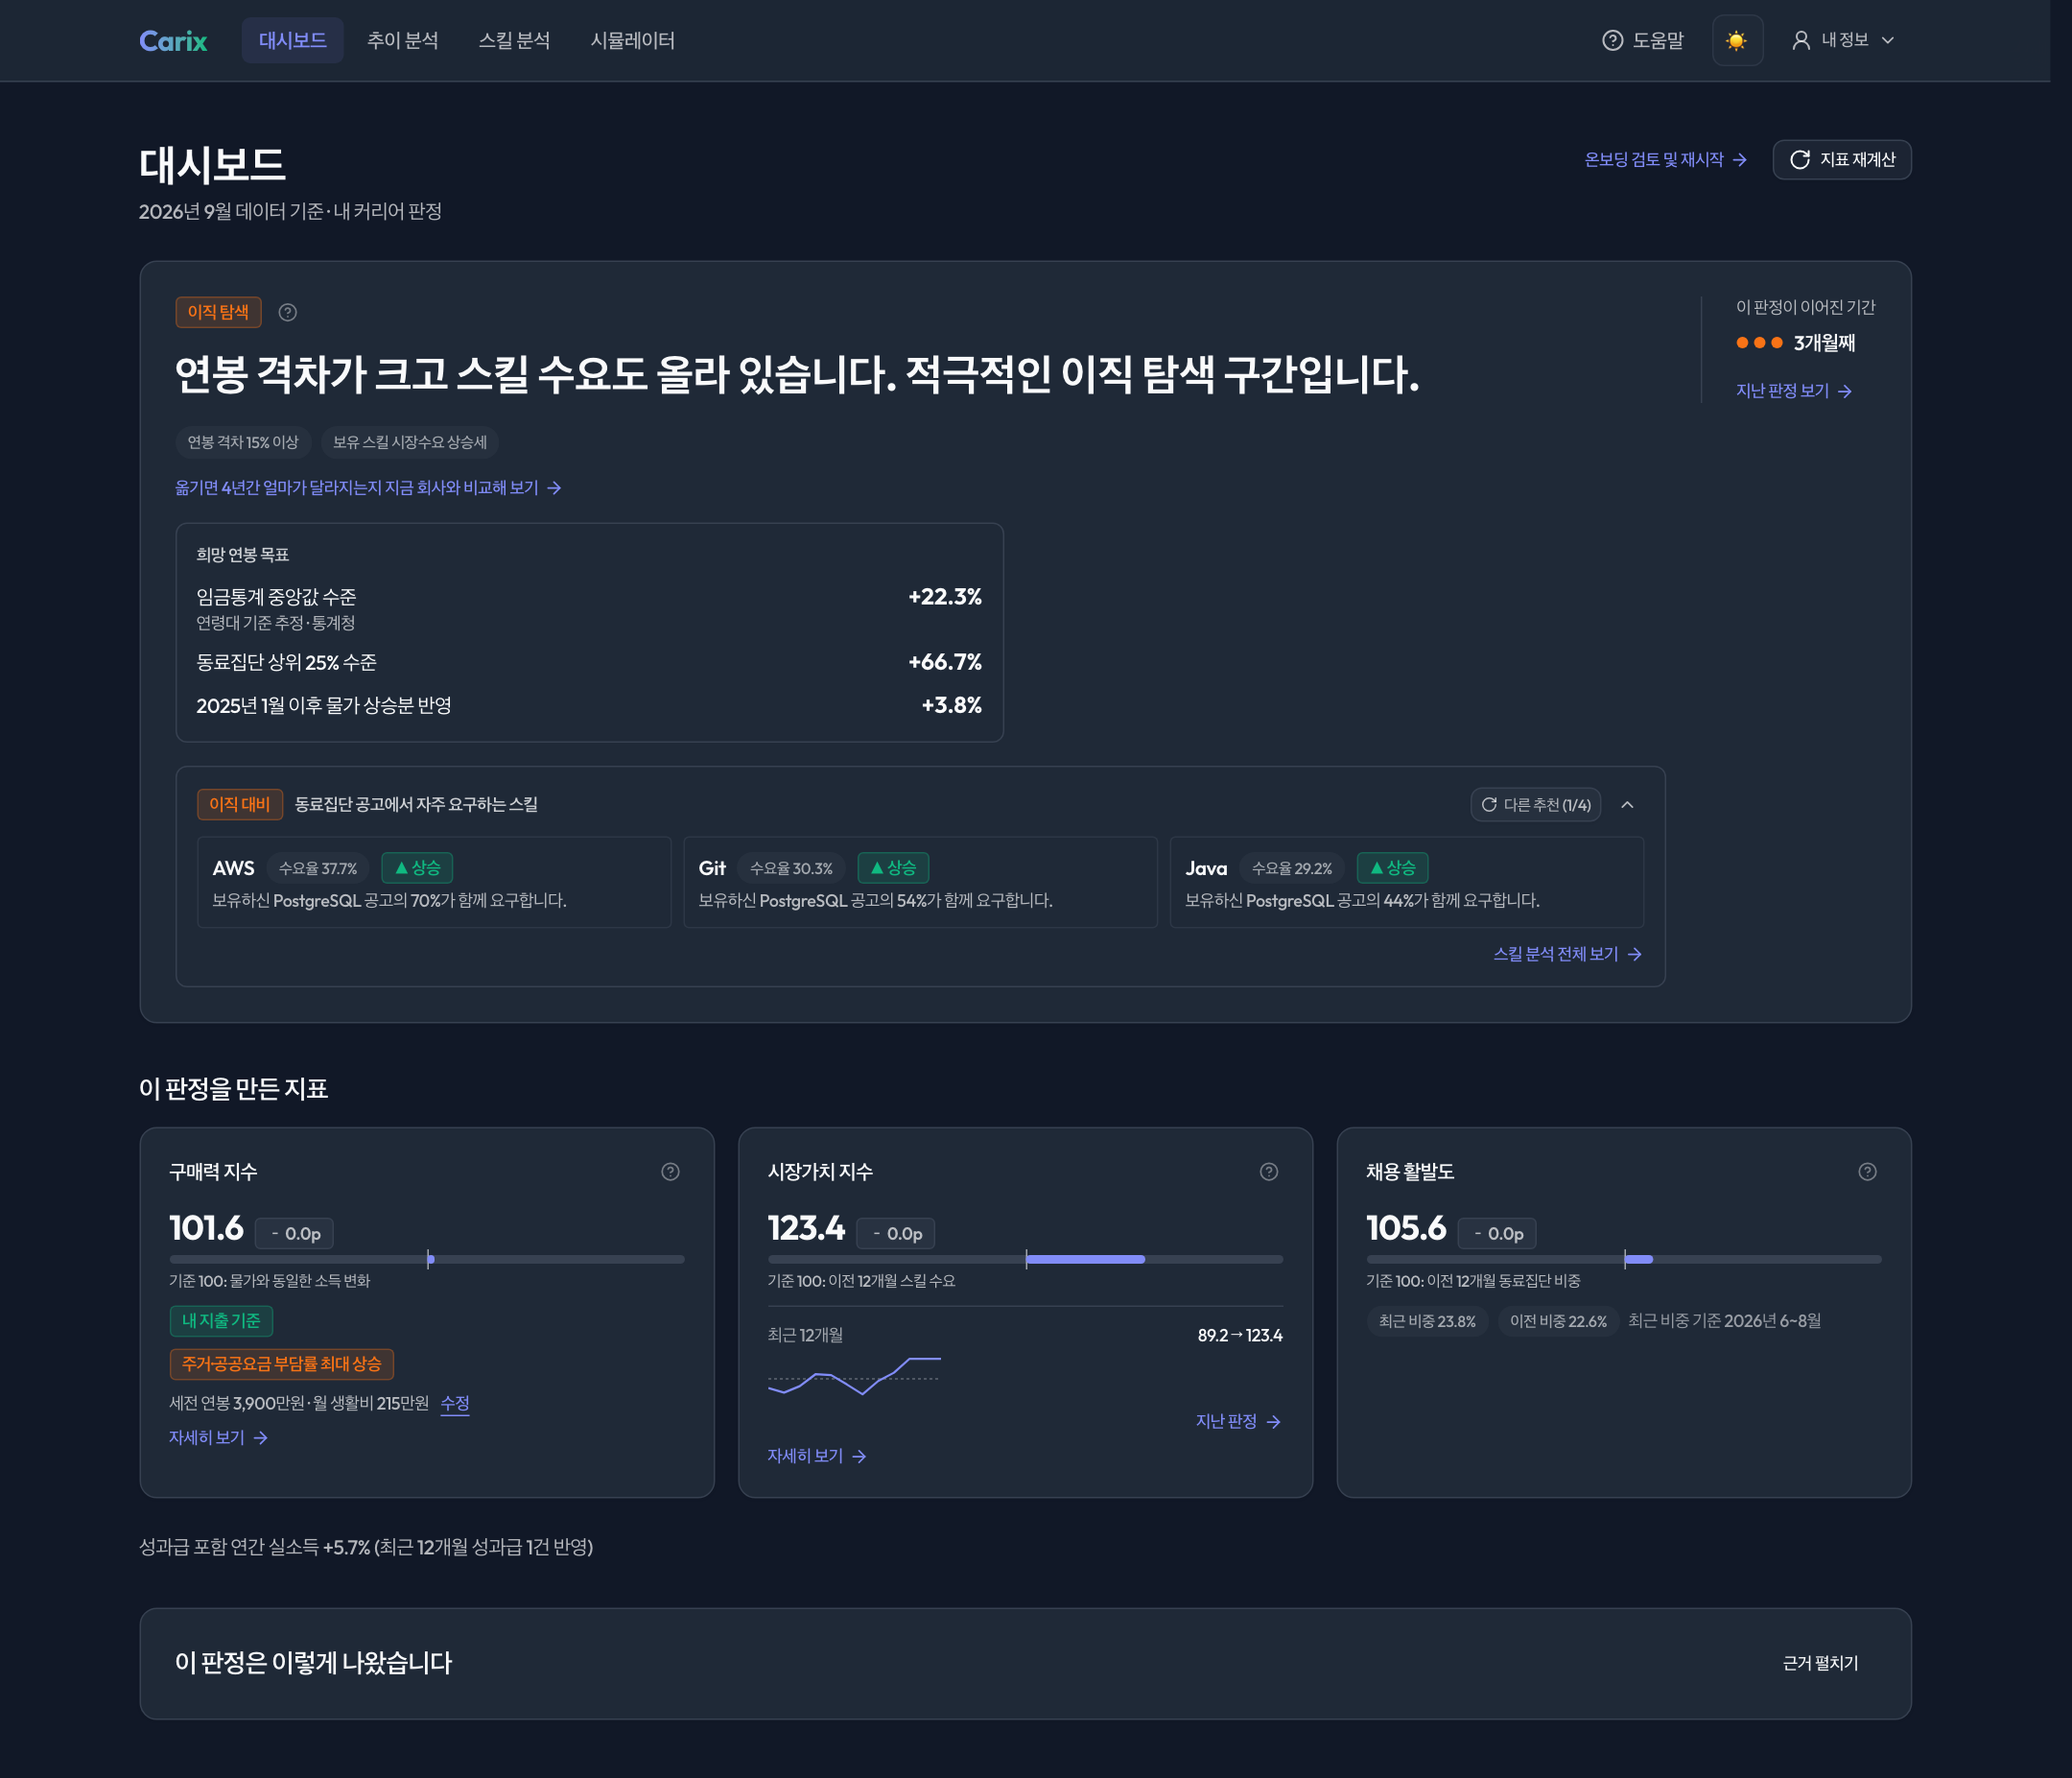 Carix
대시보드
추이 분석
스킬 분석
시뮬레이터
도움말
내 정보
대시보드
온보딩 검토 및 재시작 →
지표 재계산
2026년 9월 데이터 기준 · 내 커리어 판정
이직 탐색
연봉 격차가 크고 스킬 수요도 올라 있습니다. 적극적인 이직 탐색 구간입니다.
이 판정이 이어진 기간
3개월째
지난 판정 보기 →
연봉 격차 15% 이상
보유 스킬 시장수요 상승세
옮기면 4년간 얼마가 달라지는지 지금 회사와 비교해 보기 →
희망 연봉 목표
임금통계 중앙값 수준 +22.3%
연령대 기준 추정 · 통계청
동료집단 상위 25% 수준 +66.7%
2025년 1월 이후 물가 상승분 반영 +3.8%
이직 대비 동료집단 공고에서 자주 요구하는 스킬
다른 추천 (1/4)
AWS 수요율 37.7% ▲ 상승
보유하신 PostgreSQL 공고의 70%가 함께 요구합니다.
Git 수요율 30.3% ▲ 상승
보유하신 PostgreSQL 공고의 54%가 함께 요구합니다.
Java 수요율 29.2% ▲ 상승
보유하신 PostgreSQL 공고의 44%가 함께 요구합니다.
스킬 분석 전체 보기 →
이 판정을 만든 지표
구매력 지수
101.6 - 0.0p
기준 100: 물가와 동일한 소득 변화
내 지출 기준
주거·공공요금 부담률 최대 상승
세전 연봉 3,900만원 · 월 생활비 215만원 수정
자세히 보기 →
시장가치 지수
123.4 - 0.0p
기준 100: 이전 12개월 스킬 수요
최근 12개월 89.2→123.4
지난 판정 →
자세히 보기 →
채용 활발도
105.6 - 0.0p
기준 100: 이전 12개월 동료집단 비중
최근 비중 23.8% 이전 비중 22.6% 최근 비중 기준 2026년 6~8월
성과급 포함 연간 실소득 +5.7% (최근 12개월 성과급 1건 반영)
이 판정은 이렇게 나왔습니다
근거 펼치기